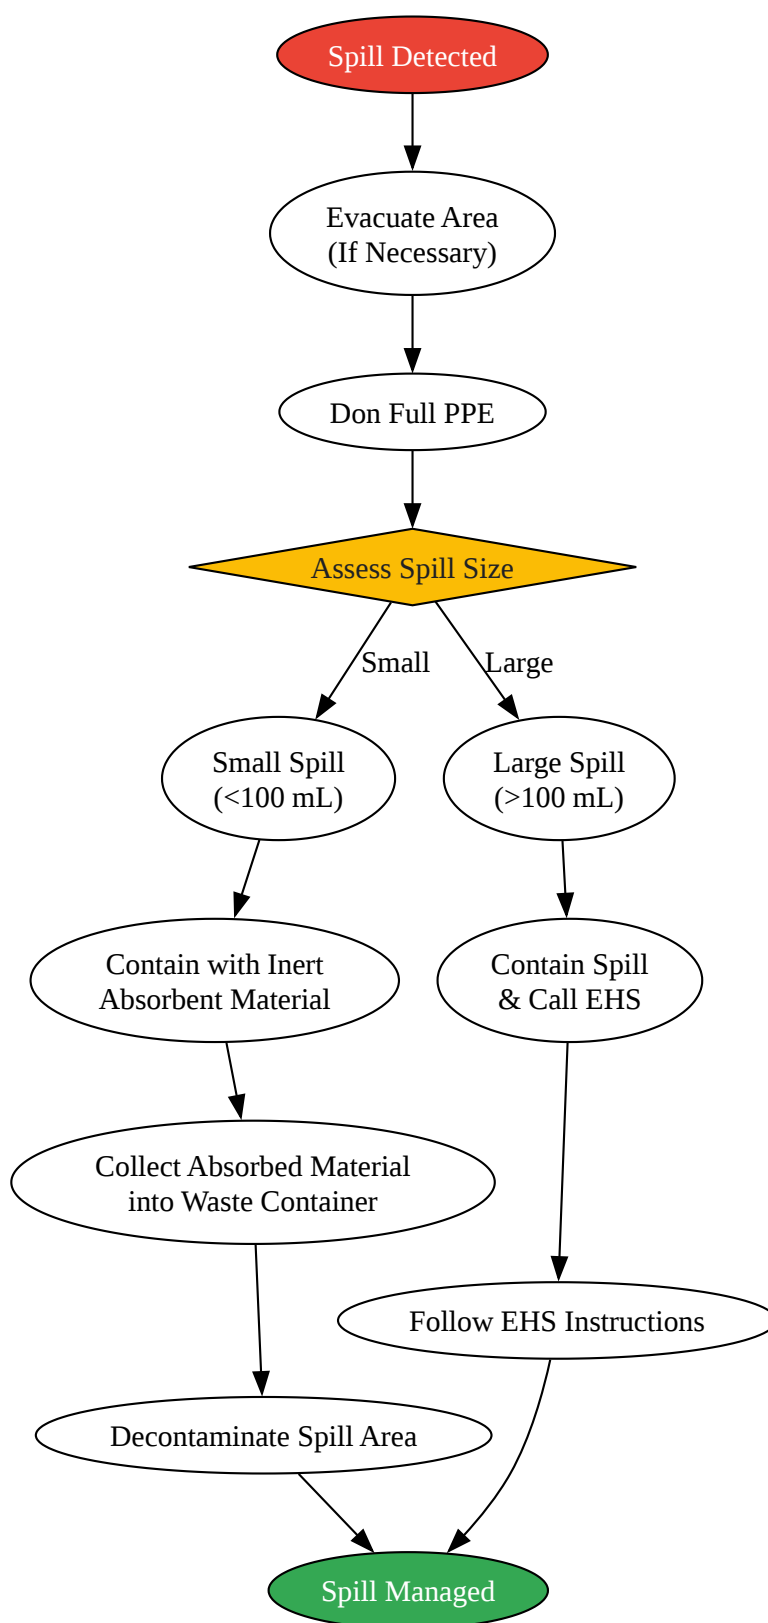 Spill Detected
Evacuate Area
(If Necessary)
Don Full PPE
Assess Spill Size
Small
Large
Small Spill
(<100 mL)
Large Spill
(>100 mL)
Contain with Inert
Absorbent Material
Contain Spill
& Call EHS
Collect Absorbed Material
into Waste Container
Follow EHS Instructions
Decontaminate Spill Area
Spill Managed